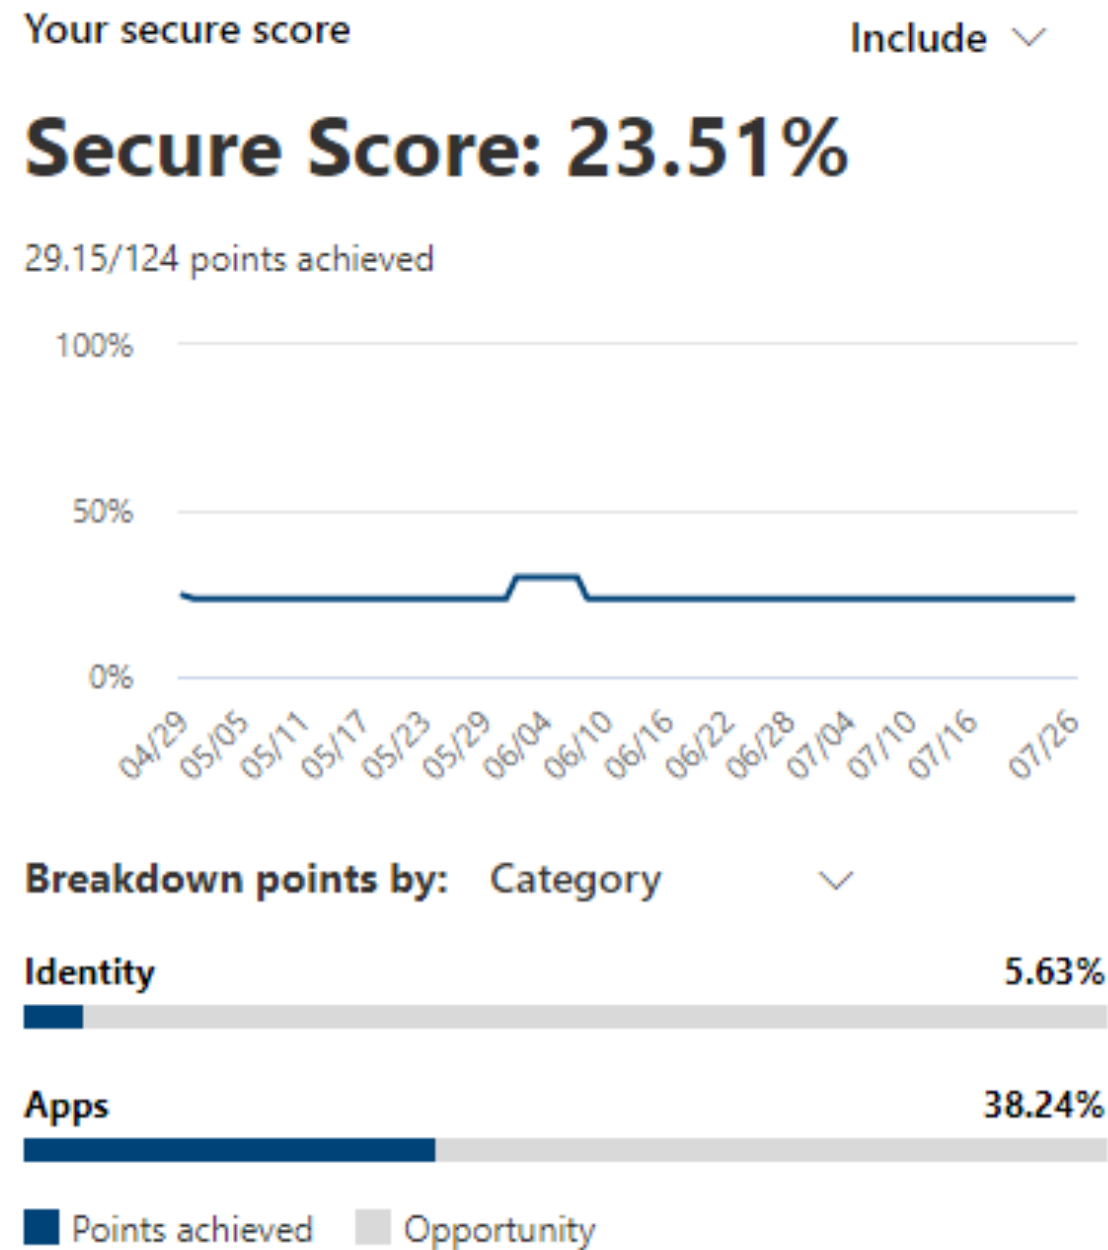 Your secure score
Include
Secure Score: 23.51%
29.15/124 points achieved
100%
50%
0%
04/29 05/05 05/11 05/17 05/23 05/29 06/04 06/10 06/16 06/22 06/28 07/04 07/10 07/16 07/26
Breakdown points by: Category
Identity 5.63%
Apps 38.24%
Points achieved Opportunity